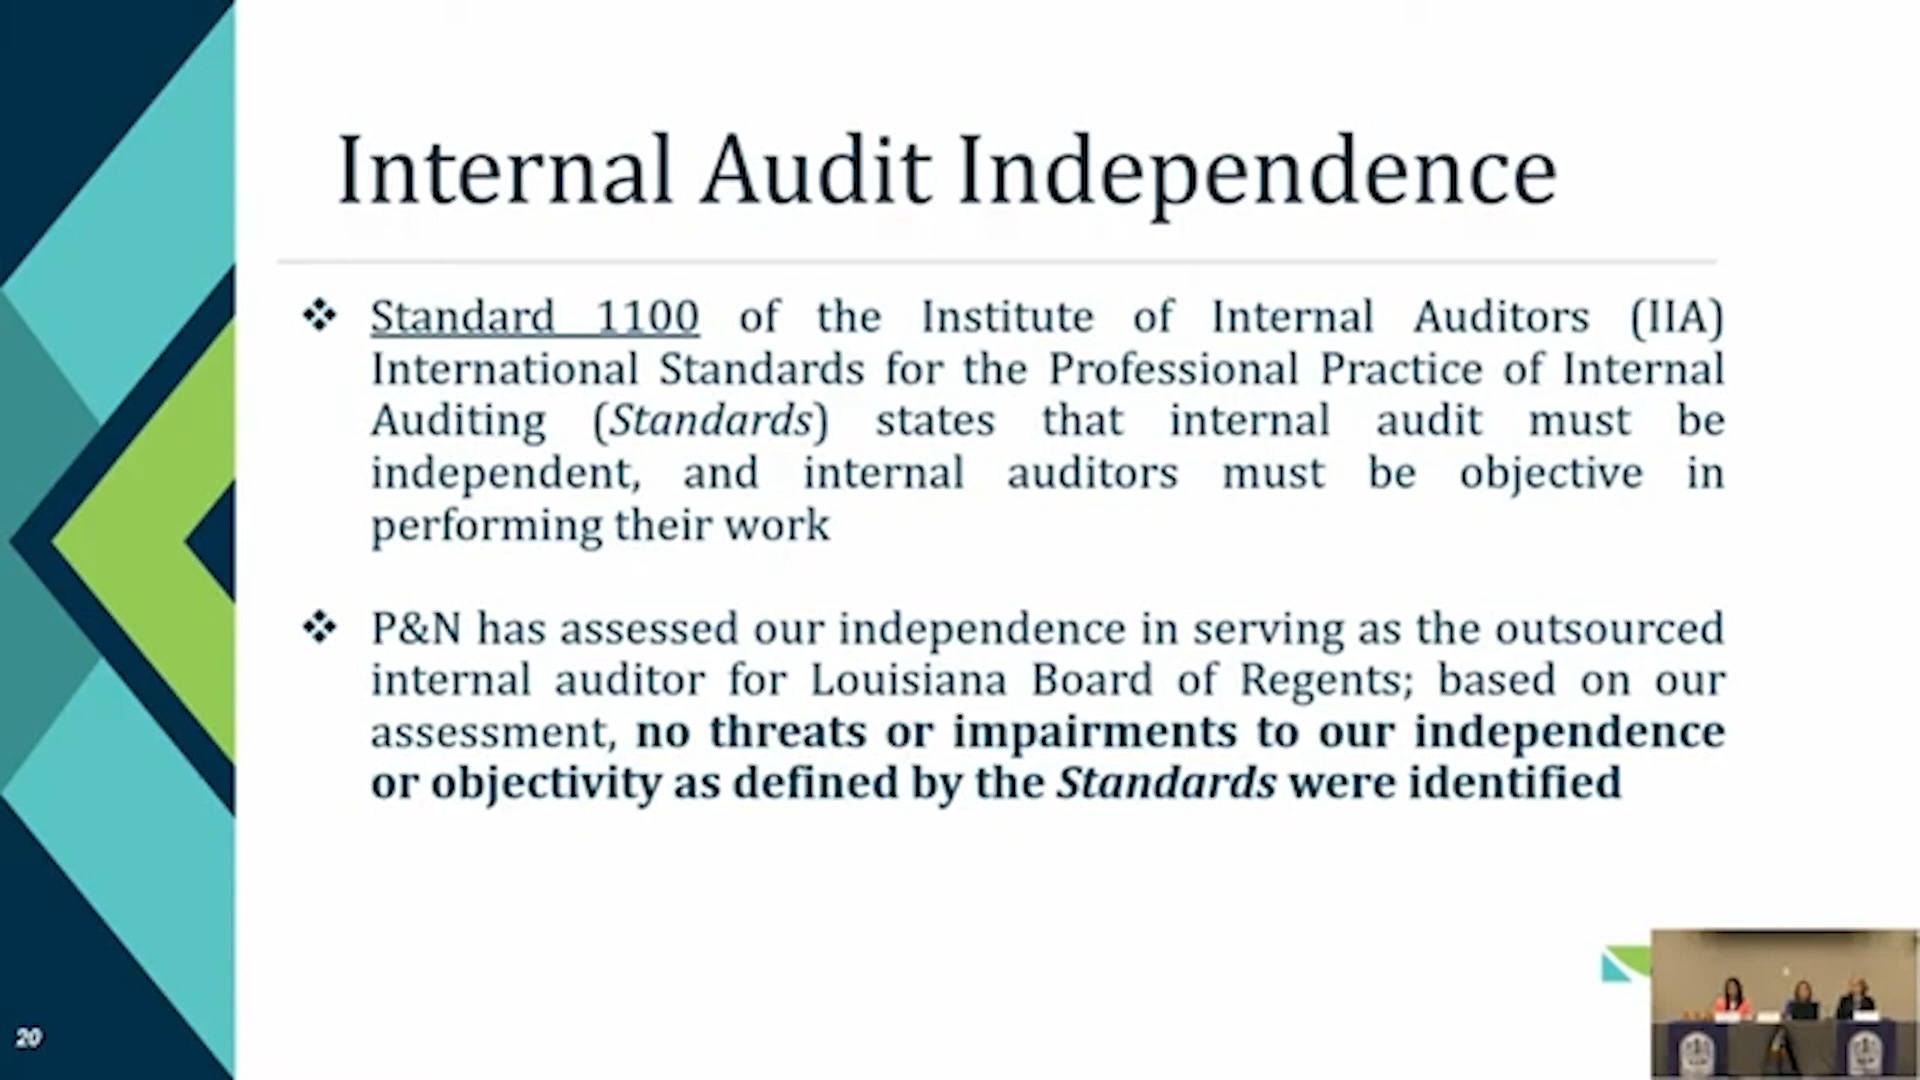 Internal Audit Independence
❖ Standard 1100 of the Institute of Internal Auditors (IIA)
International Standards for the Professional Practice of Internal
Auditing (Standards) states that internal audit must be
independent, and internal auditors must be objective in
performing their work
❖ P&N has assessed our independence in serving as the outsourced
internal auditor for Louisiana Board of Regents; based on our
assessment, no threats or impairments to our independence
or objectivity as defined by the Standards were identified
20